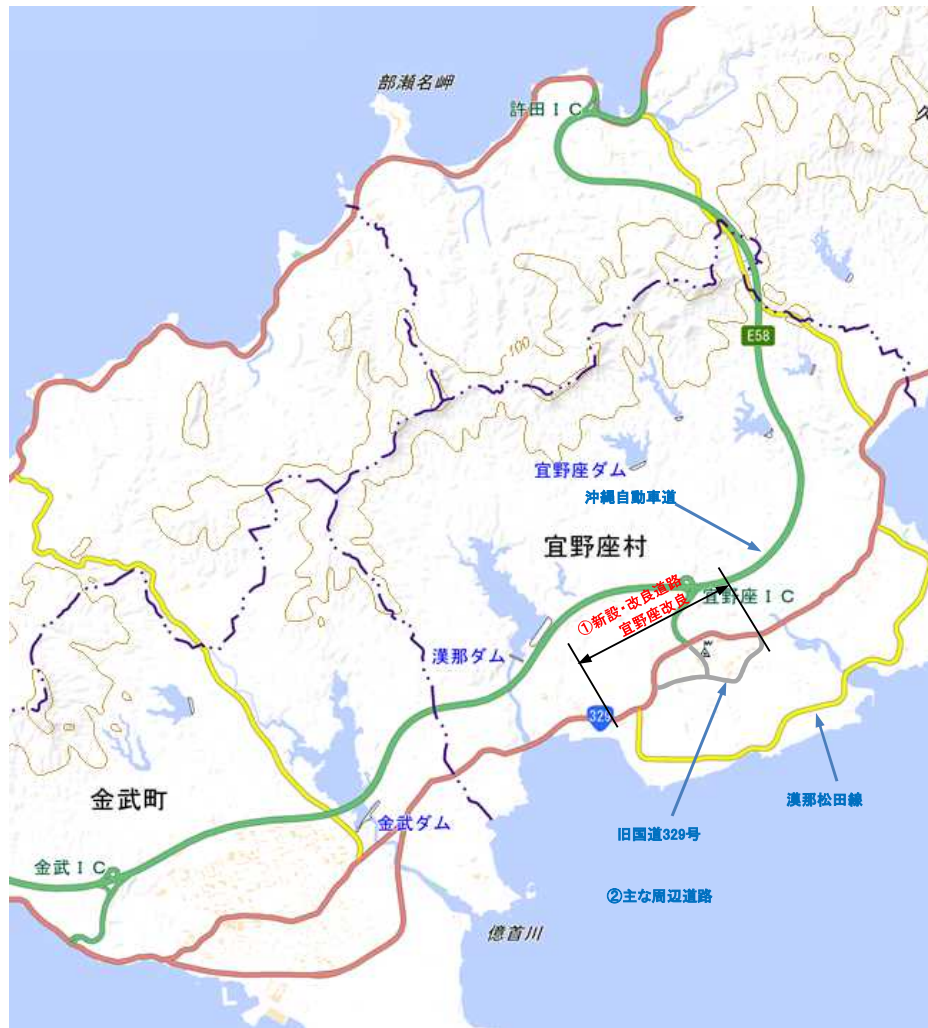 部瀬名岬
許田IC
久
E58
100
宜野座ダム
沖縄自動車道
宜野座村
①新設・改良道路
宜野座改良
宜野座IC
漢那ダム
329
金武町
漢那松田線
金武ダム
旧国道329号
金武IC
②主な周辺道路
億首川